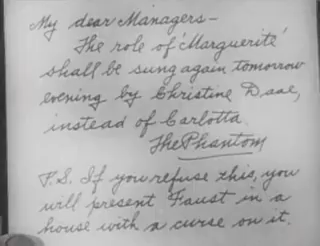 My dear Managers—
The role of 'Marguerite'
shall be sung again tomorrow
evening by Christine Daae,
instead of Carlotta.
The Phantom
P.S. If you refuse this, you
will present Faust in a
house with a curse on it.